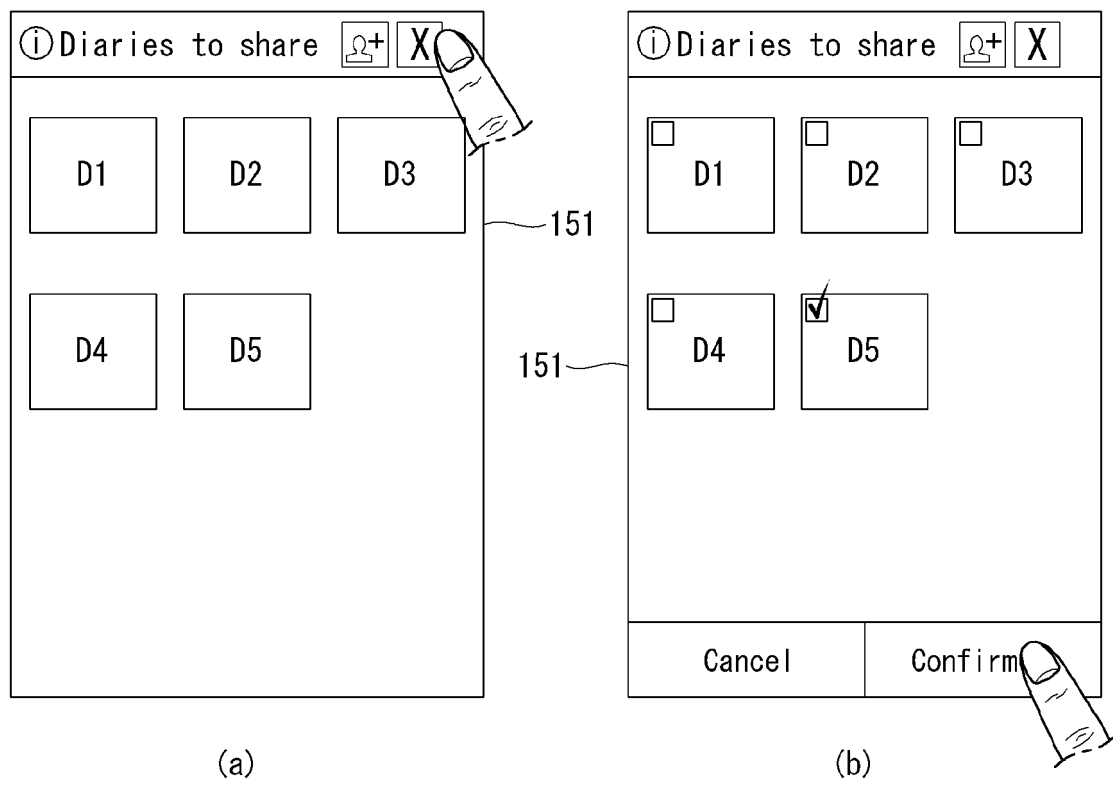 ⓘDiaries to share + X
D1 D2 D3
151
D4 D5
(a)
ⓘDiaries to share + X
D1 D2 D3
D4 D5
151
Cancel Confirm
(b)